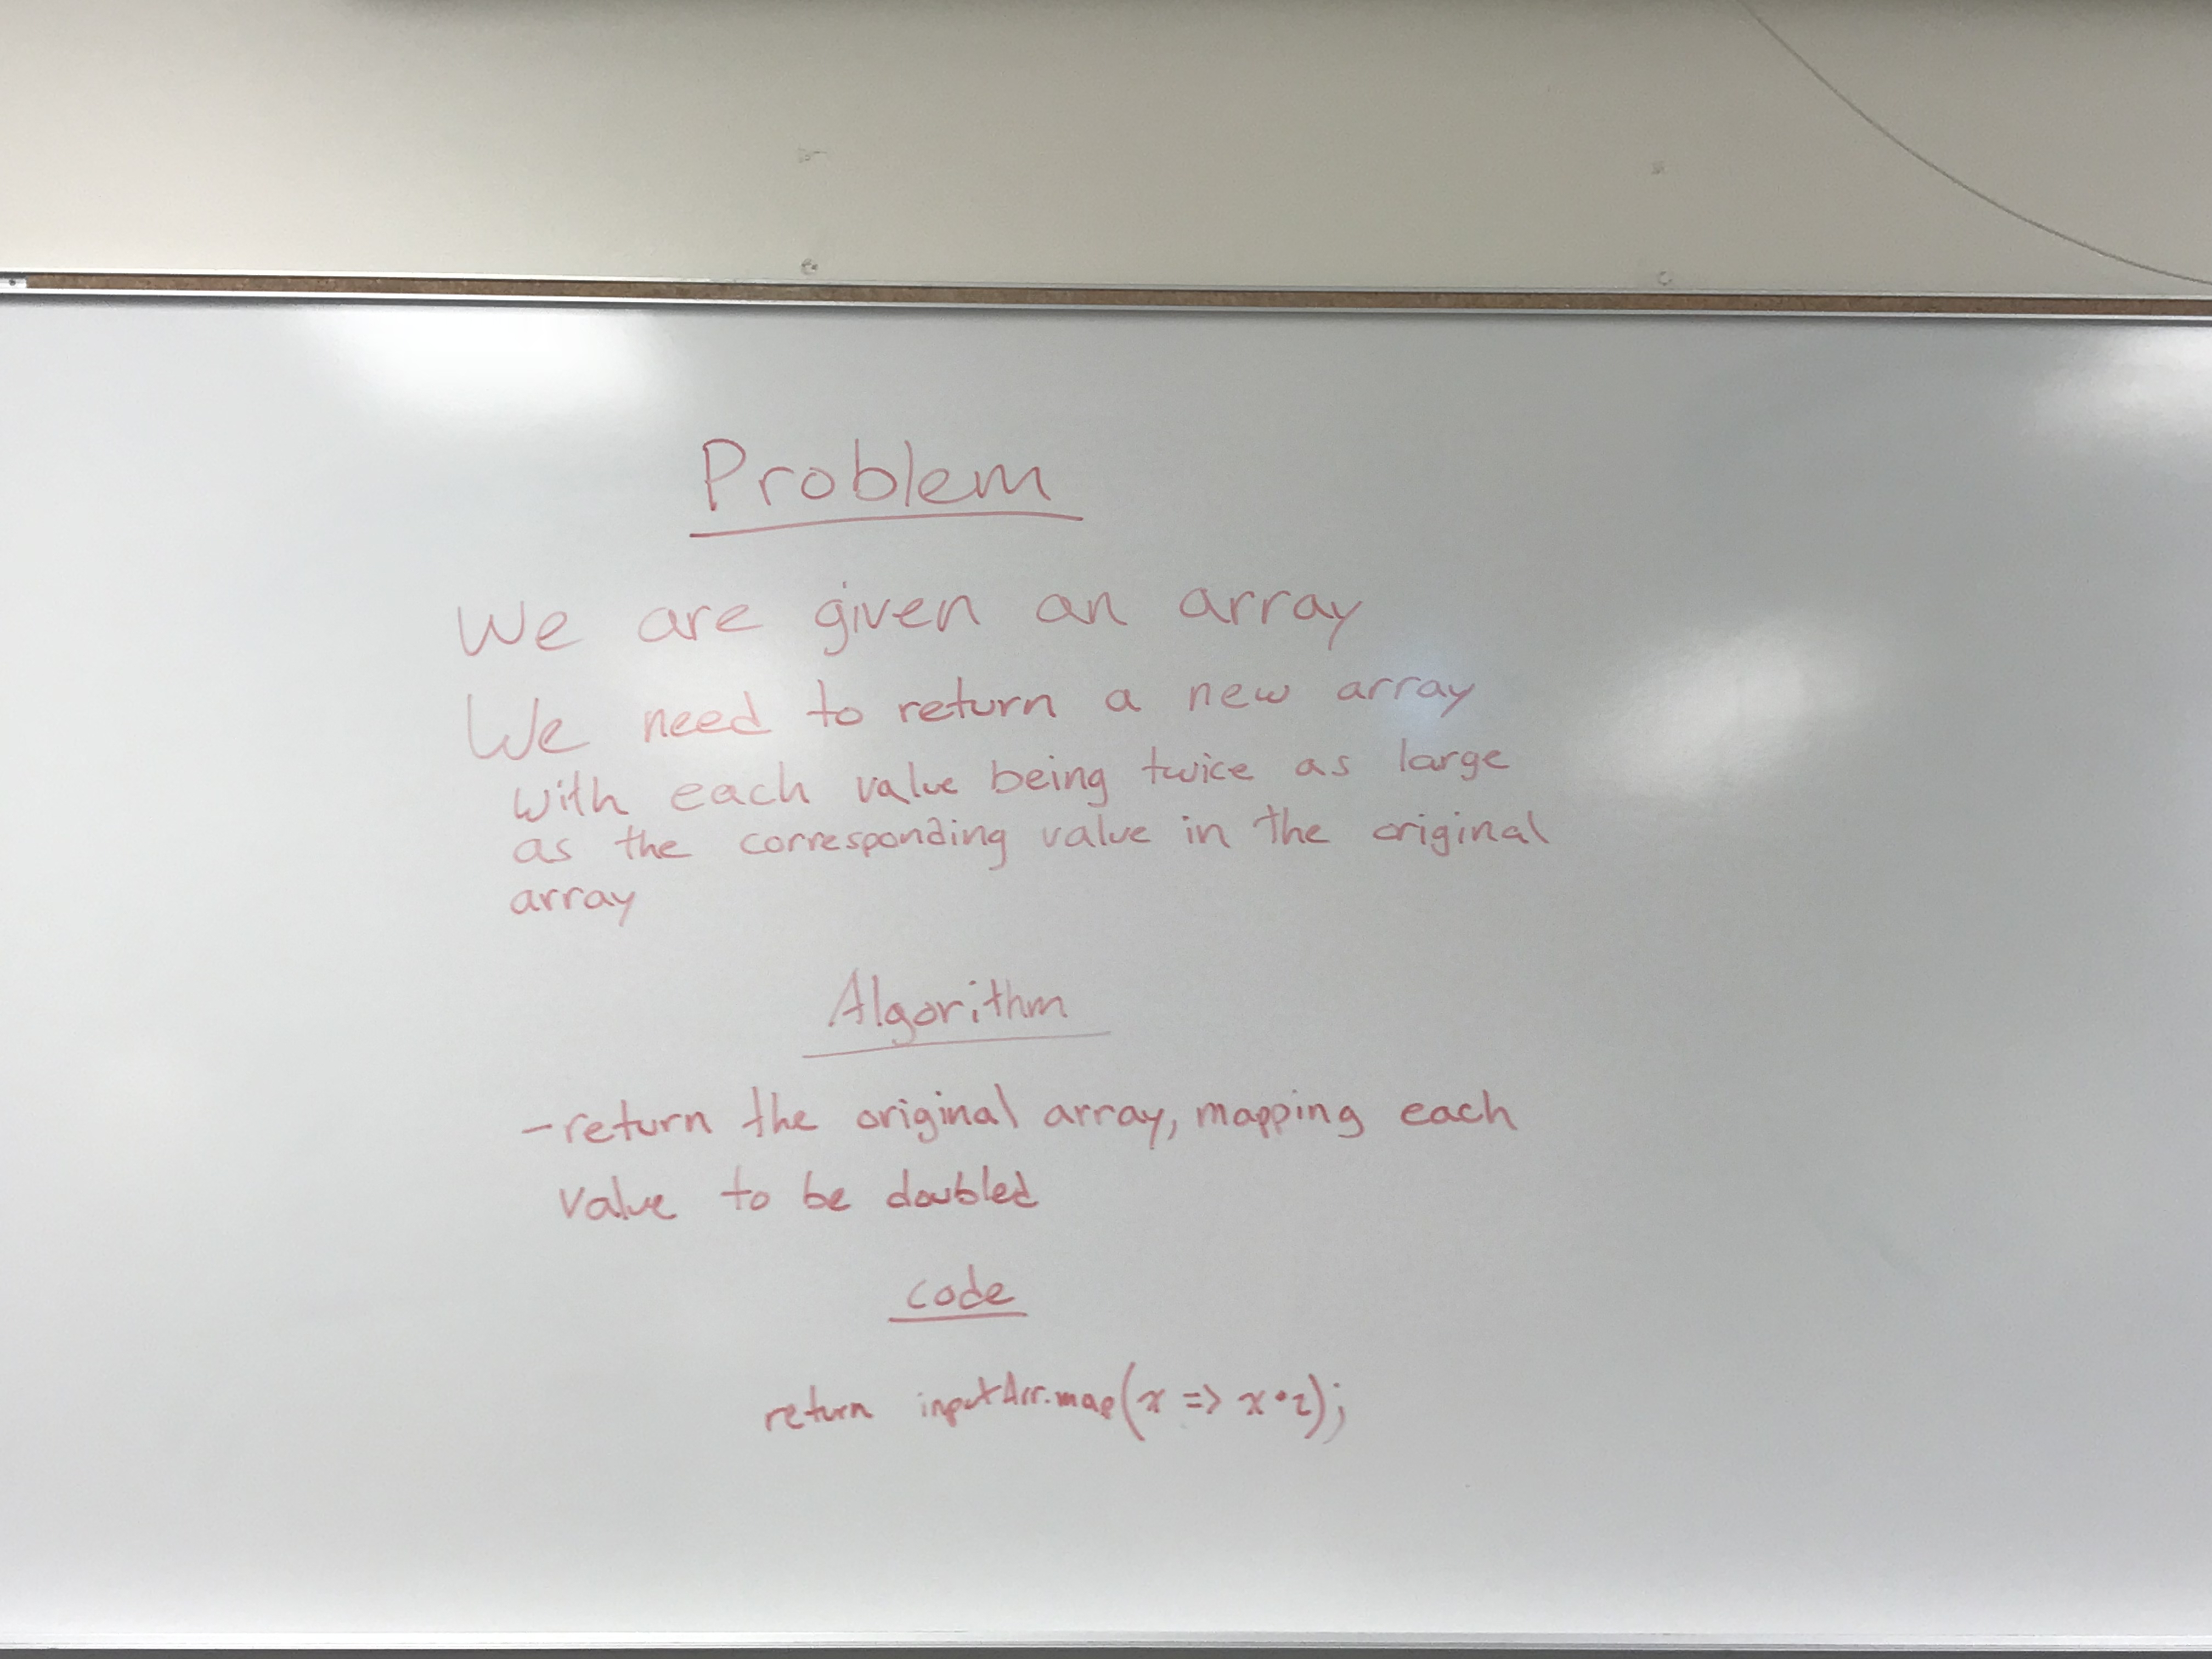 Problem
We are given an array
We need to return a new array
with each value being twice as large
as the corresponding value in the original
array
Algorithm
- return the original array, mapping each
value to be doubled
code
return inputArr.map(x => x•2);